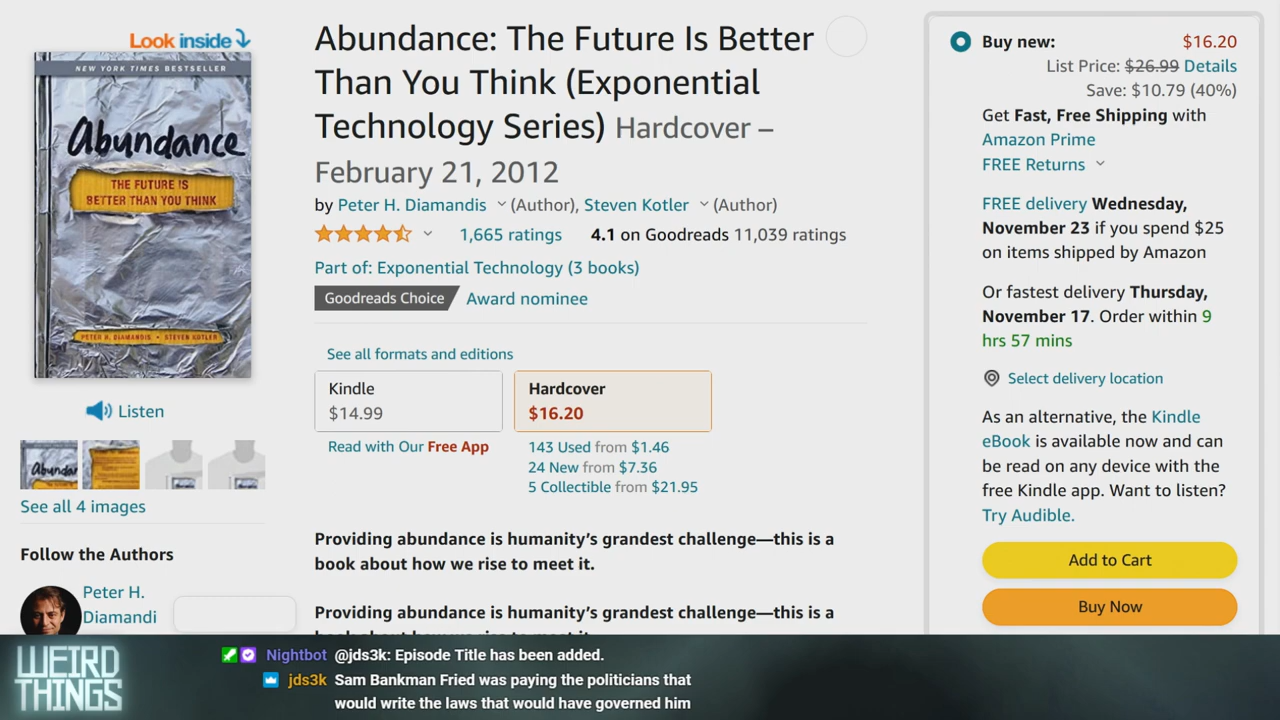 Look inside
NEW YORK TIMES BESTSELLER
Abundance
THE FUTURE IS
BETTER THAN YOU THINK
PETER H. DIAMANDIS • STEVEN KOTLER
Listen
Abundan
See all 4 images
Follow the Authors
Peter H.
Diamandi
Abundance: The Future Is Better
Than You Think (Exponential
Technology Series) Hardcover –
February 21, 2012
by Peter H. Diamandis (Author), Steven Kotler (Author)
1,665 ratings 4.1 on Goodreads 11,039 ratings
Part of: Exponential Technology (3 books)
Goodreads Choice Award nominee
See all formats and editions
Kindle
$14.99
Read with Our Free App
Hardcover
$16.20
143 Used from $1.46
24 New from $7.36
5 Collectible from $21.95
Providing abundance is humanity’s grandest challenge—this is a
book about how we rise to meet it.
Providing abundance is humanity’s grandest challenge—this is a
book about how we rise to meet it.
Buy new: $16.20
List Price: $26.99 Details
Save: $10.79 (40%)
Get Fast, Free Shipping with
Amazon Prime
FREE Returns
FREE delivery Wednesday,
November 23 if you spend $25
on items shipped by Amazon
Or fastest delivery Thursday,
November 17. Order within 9
hrs 57 mins
Select delivery location
As an alternative, the Kindle
eBook is available now and can
be read on any device with the
free Kindle app. Want to listen?
Try Audible.
Add to Cart
Buy Now
WEIRD
THINGS
Nightbot @jds3k: Episode Title has been added.
jds3k Sam Bankman Fried was paying the politicians that
would write the laws that would have governed him